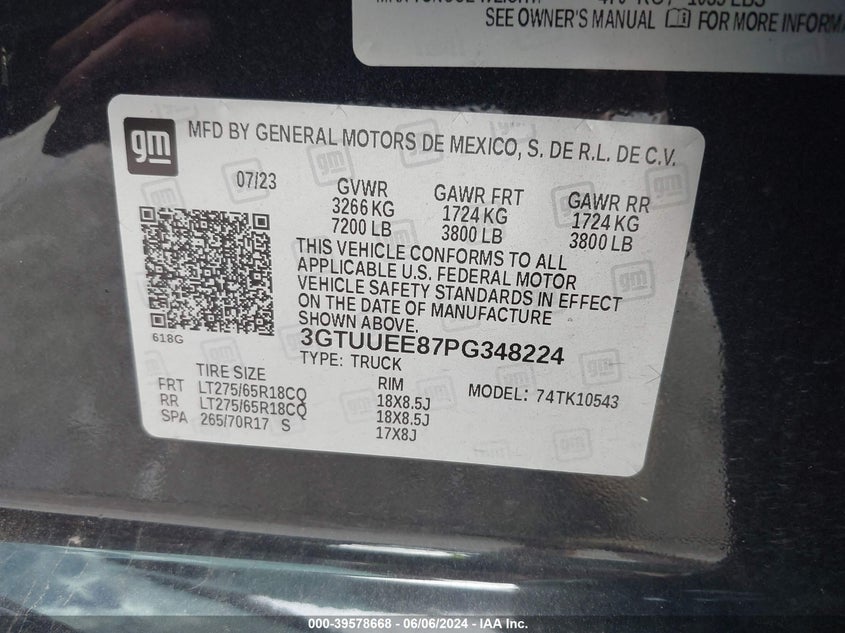 SEE OWNER'S MANUAL FOR MORE INFORMA
gm
MFD BY GENERAL MOTORS DE MEXICO, S. DE R.L. DE C.V.
07/23
GVWR
3266 KG
7200 LB
GAWR FRT
1724 KG
3800 LB
GAWR RR
1724 KG
3800 LB
THIS VEHICLE CONFORMS TO ALL
APPLICABLE U.S. FEDERAL MOTOR
VEHICLE SAFETY STANDARDS IN EFFECT
ON THE DATE OF MANUFACTURE
SHOWN ABOVE.
618G
3GTUUEE87PG348224
TYPE: TRUCK
MODEL: 74TK10543
TIRE SIZE RIM
FRT LT275/65R18CQ 18X8.5J
RR LT275/65R18CQ 18X8.5J
SPA 265/70R17 S 17X8J
000-39578668 - 06/06/2024 - IAA Inc.